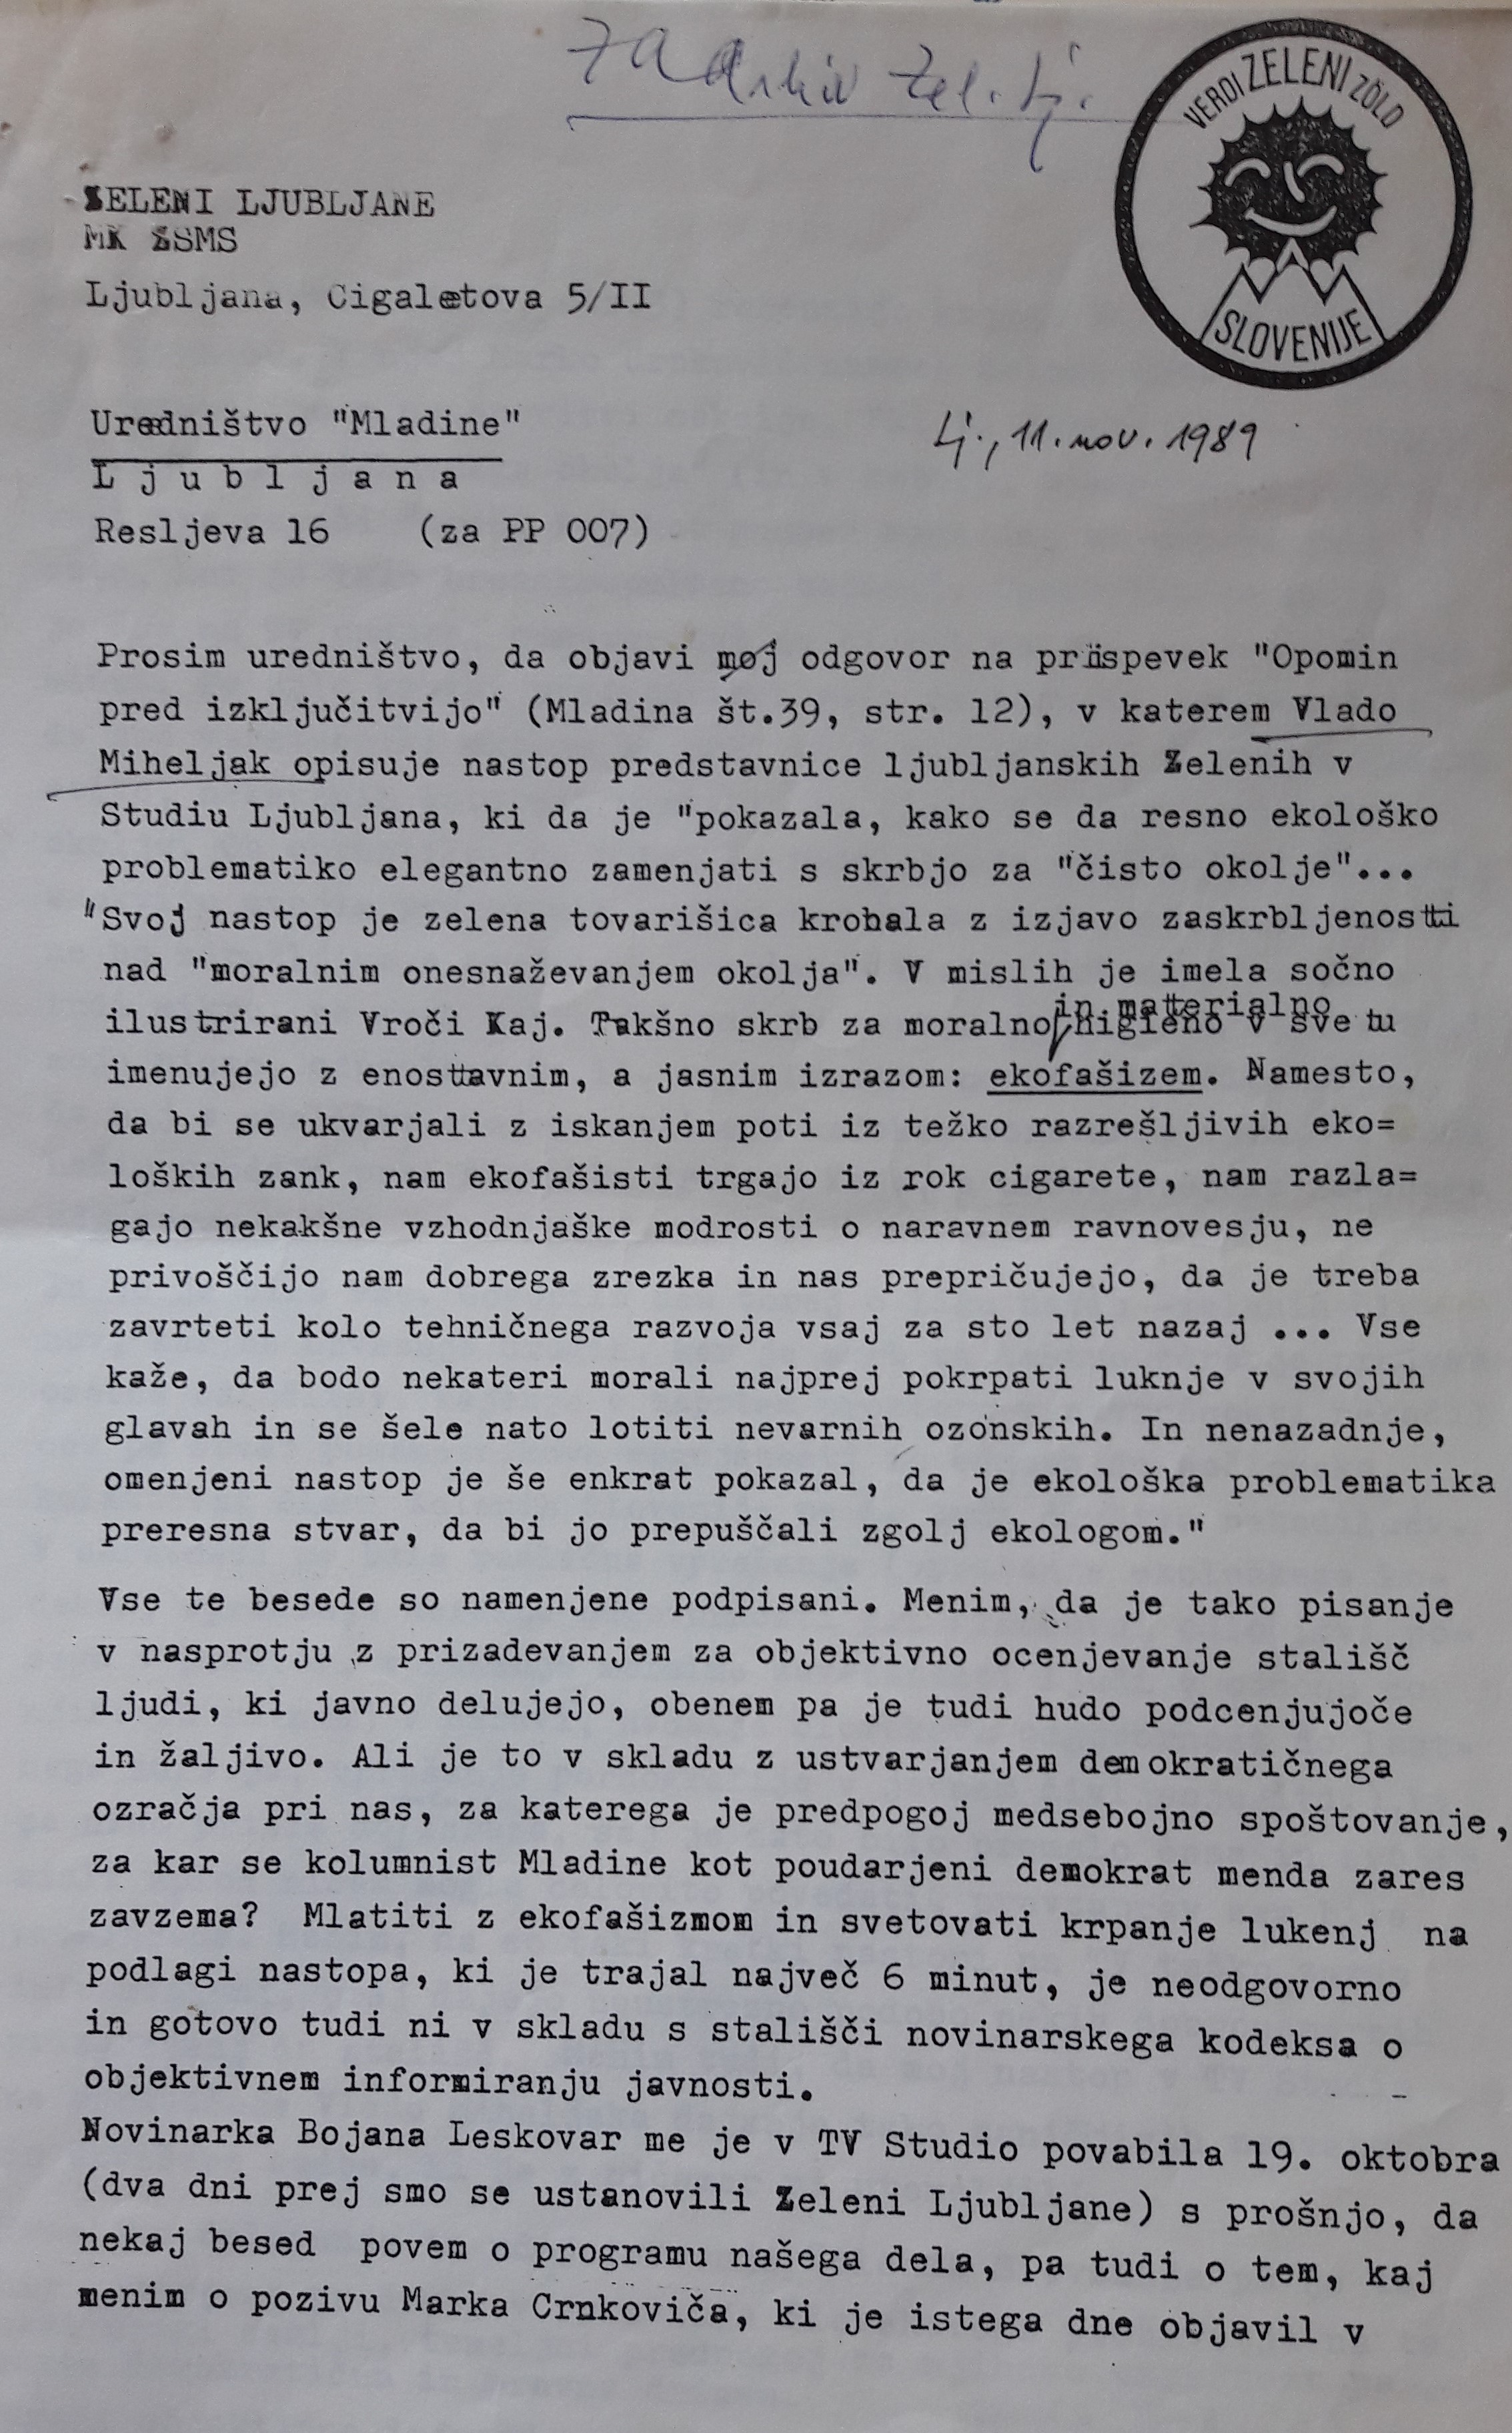 Za Arhiv Zel. Lj.
VERDI ZELENI ZÖLD
SLOVENIJE
ZELENI LJUBLJANE
MK ZSMS
Ljubljana, Cigaletova 5/II
Uredništvo "Mladine"
Lj., 11. nov. 1989
L j u b l j a n a
Resljeva 16 (za PP 007)
Prosim uredništvo, da objavi moj odgovor na prispevek "Opomin
pred izključitvijo" (Mladina št.39, str. 12), v katerem Vlado
Miheljak opisuje nastop predstavnice ljubljanskih Zelenih v
Studiu Ljubljana, ki da je "pokazala, kako se da resno ekološko
problematiko elegantno zamenjati s skrbjo za "čisto okolje"...
"Svoj nastop je zelena tovarišica krohala z izjavo zaskrbljenosti
nad "moralnim onesnaževanjem okolja". V mislih je imela sočno
ilustrirani Vroči Kaj. Takšno skrb za moralno in materialno higieno v svetu
imenujejo z enostavnim, a jasnim izrazom: ekofašizem. Namesto,
da bi se ukvarjali z iskanjem poti iz težko razrešljivih eko=
loških zank, nam ekofašisti trgajo iz rok cigarete, nam razla=
gajo nekakšne vzhodnjaške modrosti o naravnem ravnovesju, ne
privoščijo nam dobrega zrezka in nas prepričujejo, da je treba
zavrteti kolo tehničnega razvoja vsaj za sto let nazaj ... Vse
kaže, da bodo nekateri morali najprej pokrpati luknje v svojih
glavah in se šele nato lotiti nevarnih ozonskih. In nenazadnje,
omenjeni nastop je še enkrat pokazal, da je ekološka problematika
preresna stvar, da bi jo prepuščali zgolj ekologom."
Vse te besede so namenjene podpisani. Menim, da je tako pisanje
v nasprotju z prizadevanjem za objektivno ocenjevanje stališč
ljudi, ki javno delujejo, obenem pa je tudi hudo podcenjujoče
in žaljivo. Ali je to v skladu z ustvarjanjem demokratičnega
ozračja pri nas, za katerega je predpogoj medsebojno spoštovanje,
za kar se kolumnist Mladine kot poudarjeni demokrat menda zares
zavzema? Mlatiti z ekofašizmom in svetovati krpanje lukenj na
podlagi nastopa, ki je trajal največ 6 minut, je neodgovorno
in gotovo tudi ni v skladu s stališči novinarskega kodeksa o
objektivnem informiranju javnosti.
Novinarka Bojana Leskovar me je v TV Studio povabila 19. oktobra
(dva dni prej smo se ustanovili Zeleni Ljubljane) s prošnjo, da
nekaj besed povem o programu našega dela, pa tudi o tem, kaj
menim o pozivu Marka Crnkoviča, ki je istega dne objavil v